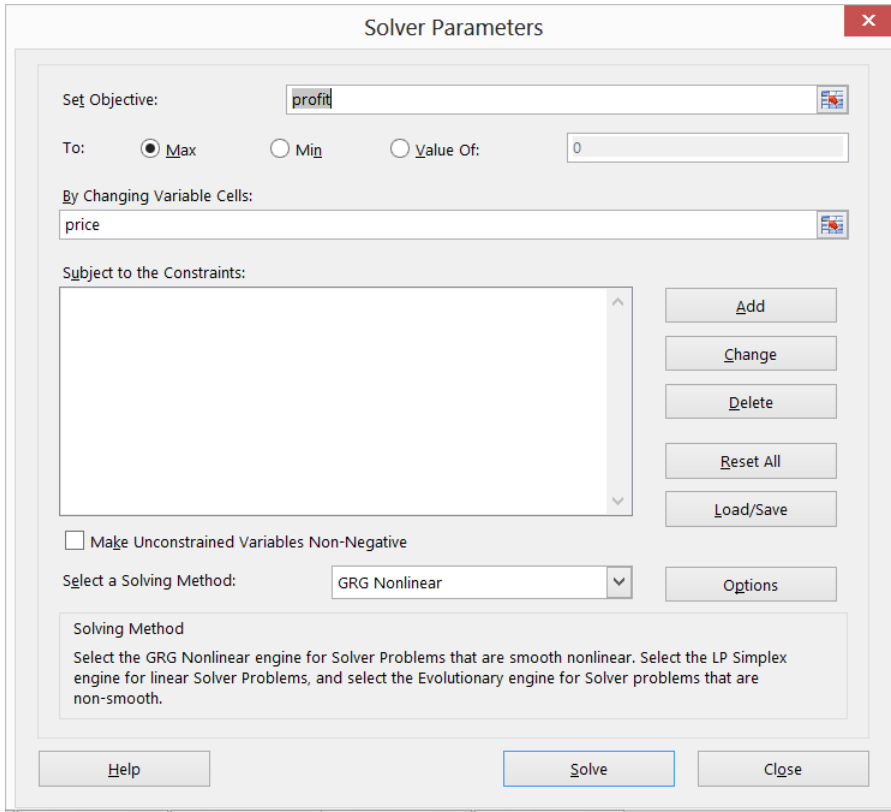 Solver Parameters
Set Objective:
profit
To:
Max
Min
Value Of:
0
By Changing Variable Cells:
price
Subject to the Constraints:
Add
Change
Delete
Reset All
Load/Save
Make Unconstrained Variables Non-Negative
Select a Solving Method:
GRG Nonlinear
Options
Solving Method
Select the GRG Nonlinear engine for Solver Problems that are smooth nonlinear. Select the LP Simplex
engine for linear Solver Problems, and select the Evolutionary engine for Solver problems that are
non-smooth.
Help
Solve
Close